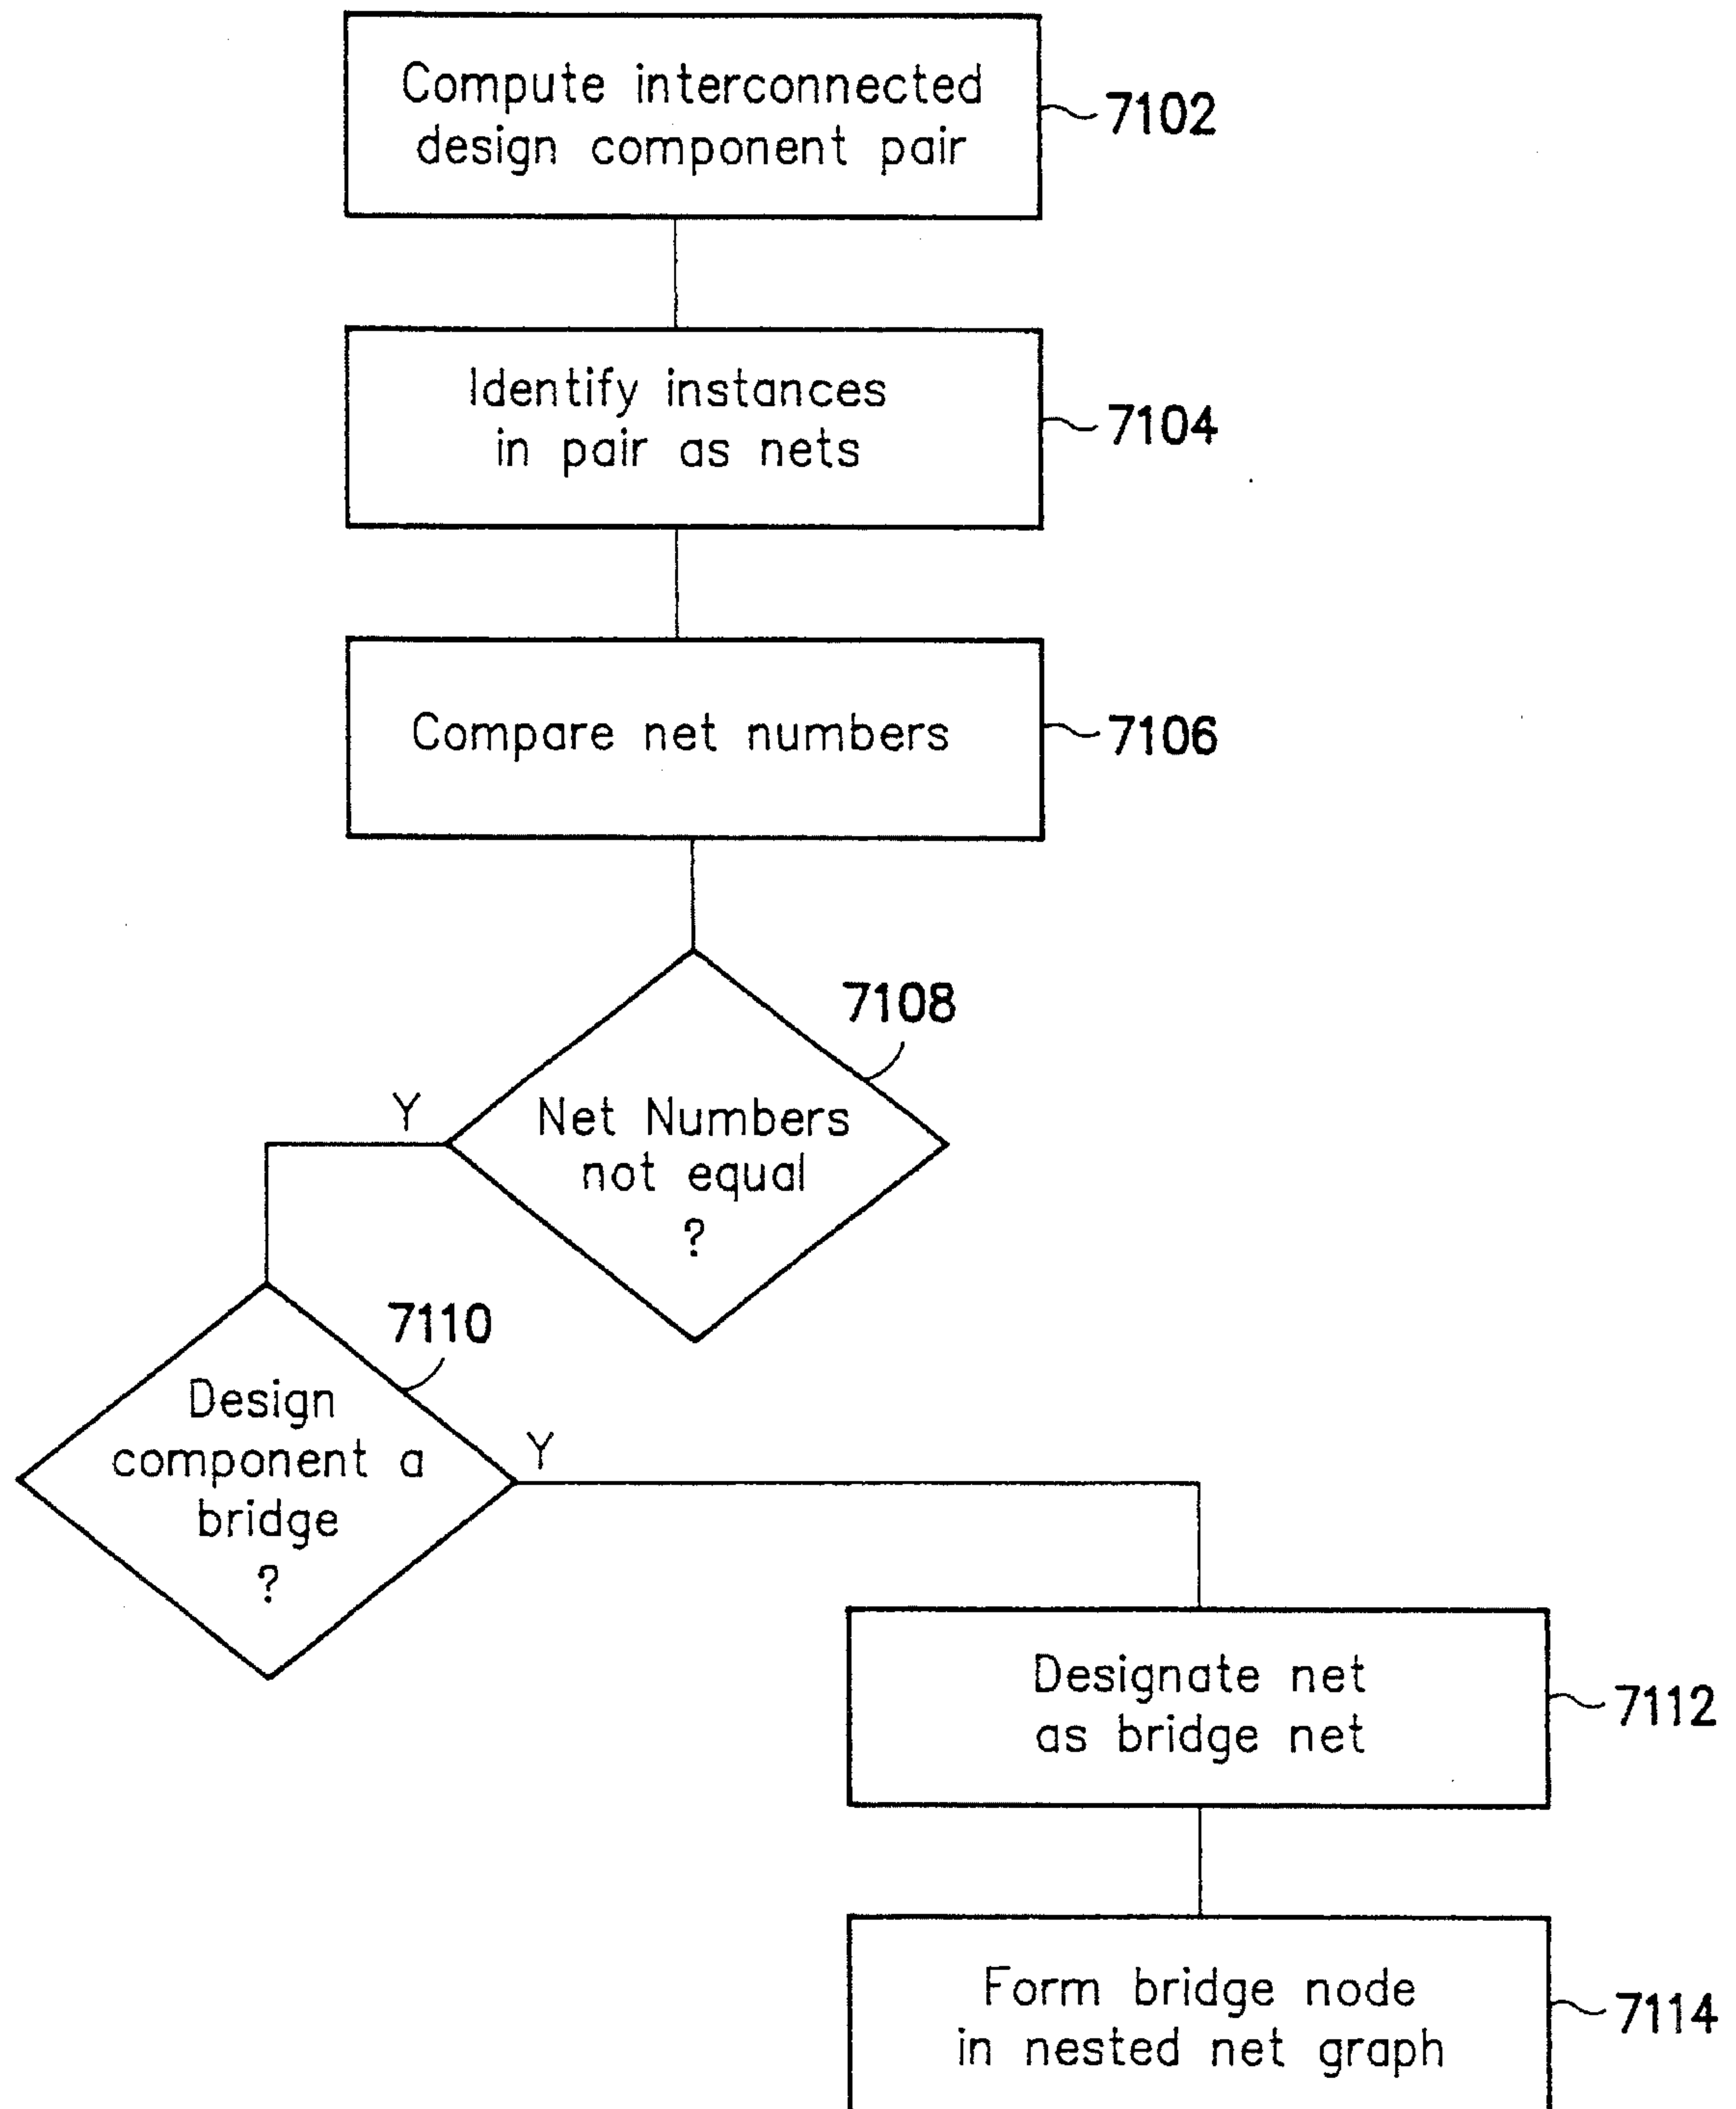 Compute interconnected
design component pair
7102
Identify instances
in pair as nets
7104
Compare net numbers
7106
7108
Y
Net Numbers
not equal
?
7110
Design
component a
bridge
?
Y
Designate net
as bridge net
7112
Form bridge node
in nested net graph
7114